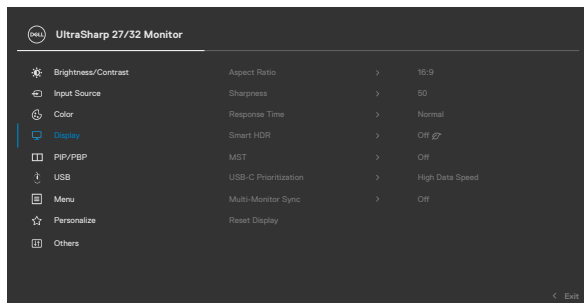 DELL UltraSharp 27/32 Monitor
Brightness/Contrast Aspect Ratio > 16:9
Input Source Sharpness > 50
Color Response Time > Normal
Display Smart HDR > Off
PIP/PBP MST > Off
USB USB-C Prioritization > High Data Speed
Menu Multi-Monitor Sync > Off
Personalize Reset Display
Others
< Exit